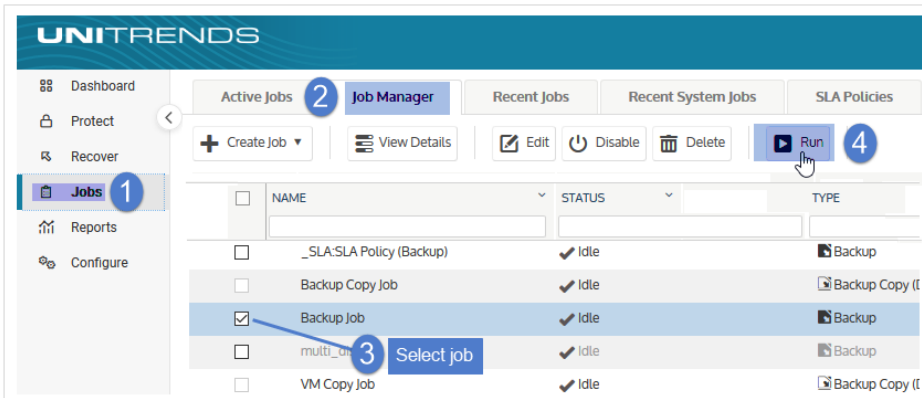 UNITRENDS
Dashboard
Protect
Recover
1 Jobs
Reports
Configure
Active Jobs 2 Job Manager Recent Jobs Recent System Jobs SLA Policies
Create Job View Details Edit Disable Delete Run 4
NAME STATUS TYPE
_SLA:SLA Policy (Backup) Idle Backup
Backup Copy Job Idle Backup Copy (
Backup Job Idle Backup
multi_ Idle Backup
3 Select job
VM Copy Job Idle Backup Copy (